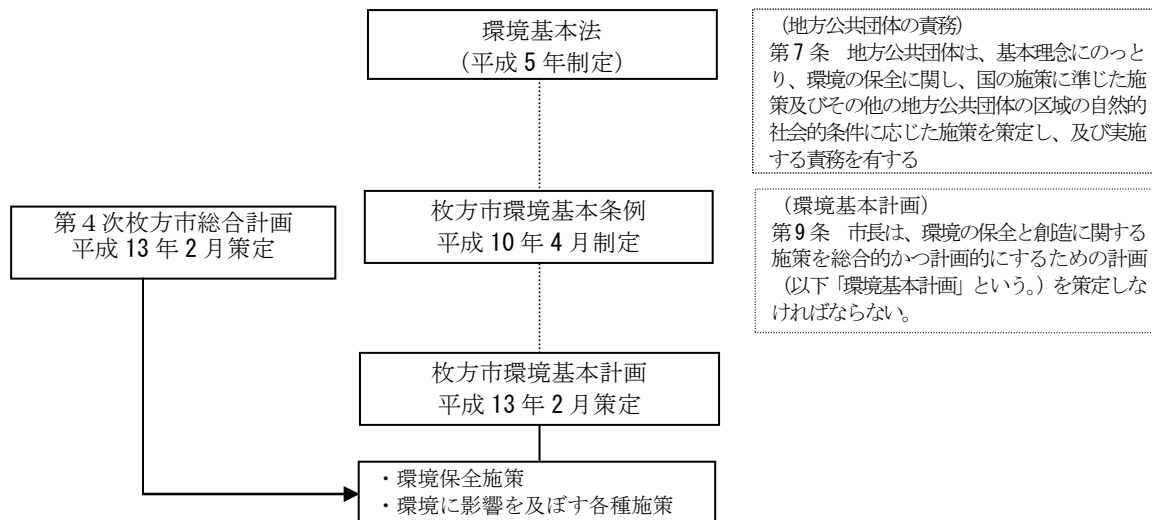 環境基本法
(平成5年制定)
(地方公共団体の責務)
第7条 地方公共団体は、基本理念にのっと
り、環境の保全に関し、国の施策に準じた施
策及びその他の地方公共団体の区域の自然的
社会的条件に応じた施策を策定し、及び実施
する責務を有する
第4次枚方市総合計画
平成13年2月策定
枚方市環境基本条例
平成10年4月制定
(環境基本計画)
第9条 市長は、環境の保全と創造に関する
施策を総合的かつ計画的にするための計画
(以下「環境基本計画」という。)を策定しな
ければならない。
枚方市環境基本計画
平成13年2月策定
・環境保全施策
・環境に影響を及ぼす各種施策